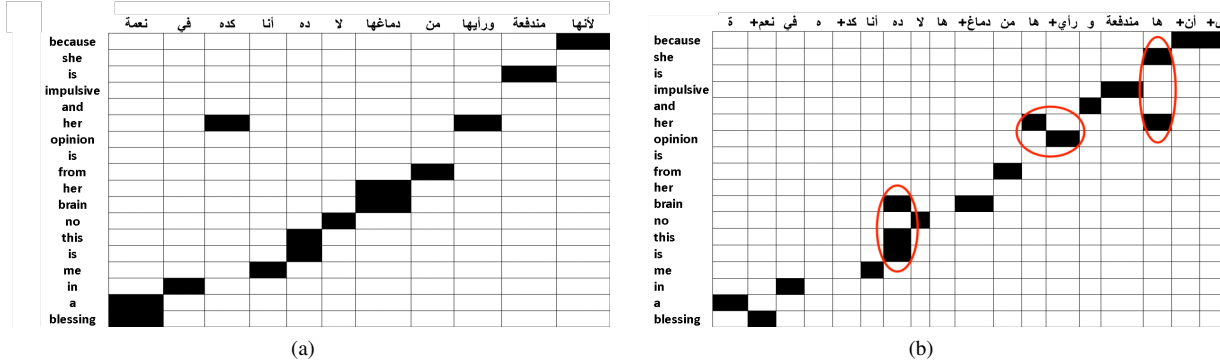 لأنها مندفعة ورأيها من دماغها لا ده أنا كده في نعمة
because
she
is
impulsive
and
her
opinion
is
from
her
brain
no
this
is
me
in
a
blessing
(a)
أن+ ها مندفعة و رأي+ ها من دماغ+ ها لا ده أنا كد+ ه في نعم+ ة
because
she
is
impulsive
and
her
opinion
is
from
her
brain
no
this
is
me
in
a
blessing
(b)